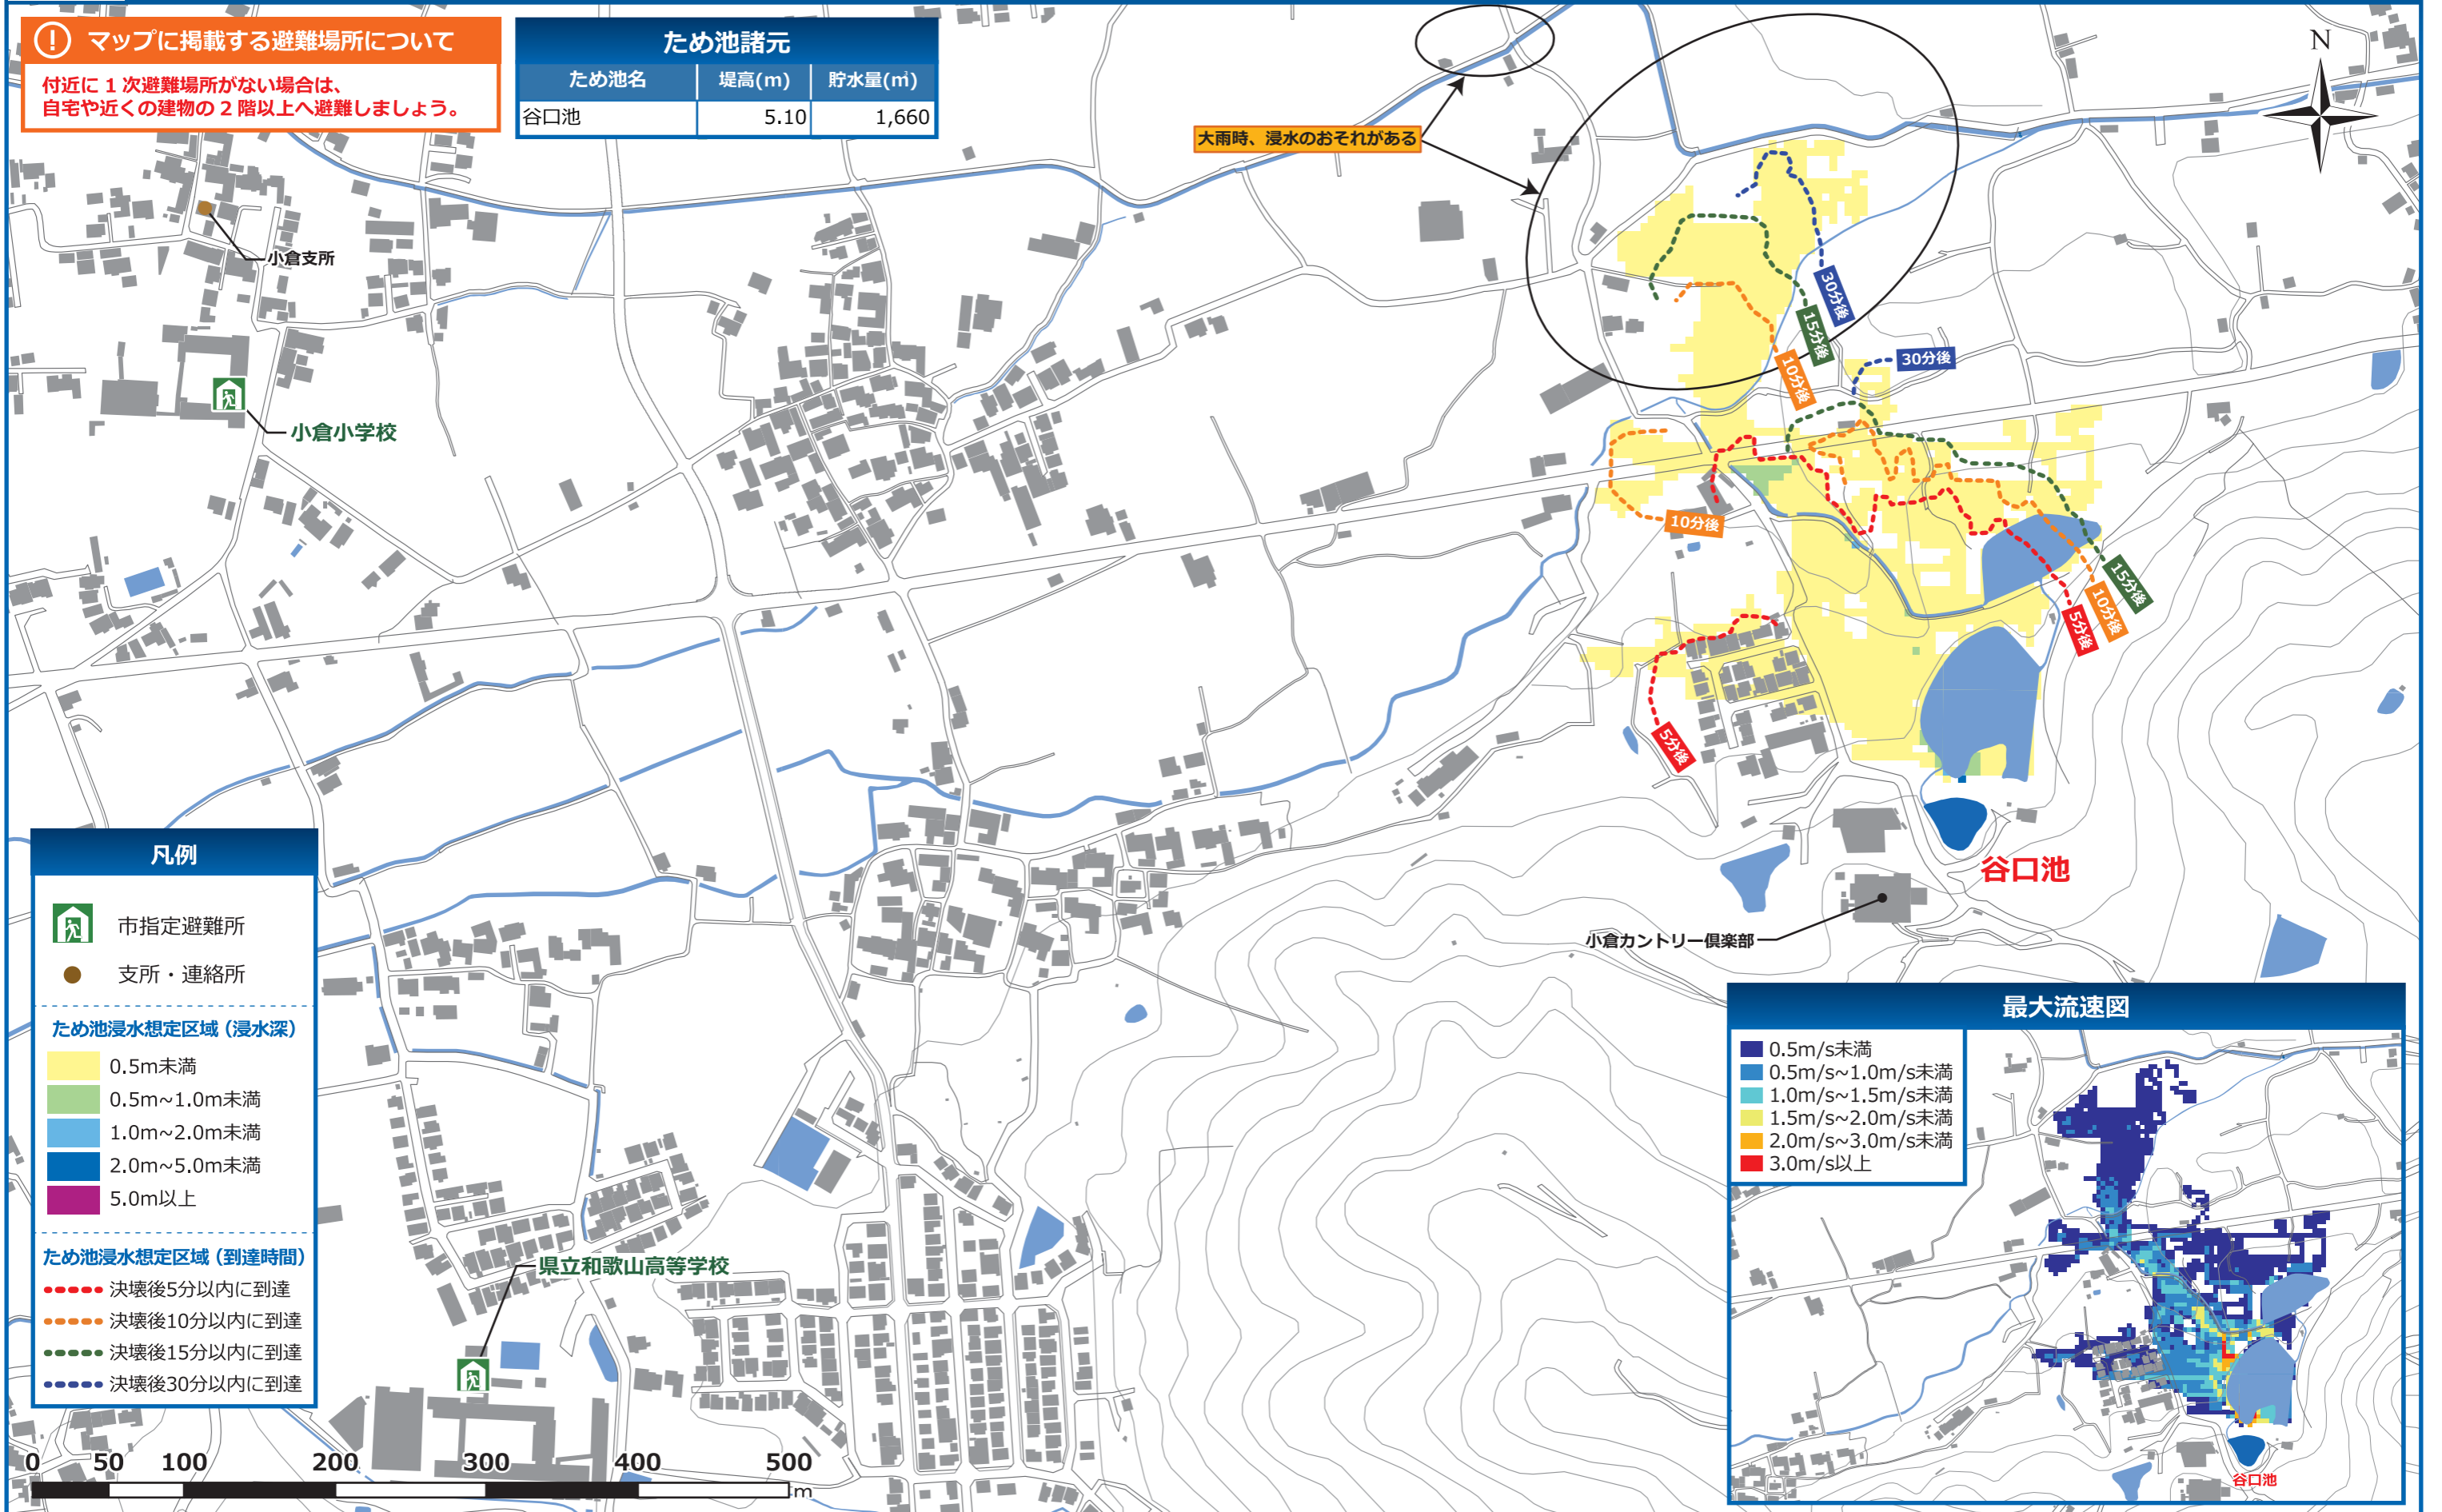 ! マップに掲載する避難場所について
付近に 1 次避難場所がない場合は、
自宅や近くの建物の 2 階以上へ避難しましょう。
ため池諸元
ため池名 堤高(m) 貯水量(㎥)
谷口池 5.10 1,660
大雨時、浸水のおそれがある
N
小倉支所
小倉小学校
30分後
15分後
10分後
30分後
10分後
15分後
10分後
5分後
5分後
谷口池
小倉カントリー倶楽部
県立和歌山高等学校
凡例
市指定避難所
支所・連絡所
ため池浸水想定区域（浸水深）
0.5m未満
0.5m~1.0m未満
1.0m~2.0m未満
2.0m~5.0m未満
5.0m以上
ため池浸水想定区域（到達時間）
決壊後5分以内に到達
決壊後10分以内に到達
決壊後15分以内に到達
決壊後30分以内に到達
0 50 100 200 300 400 500
m
最大流速図
0.5m/s未満
0.5m/s~1.0m/s未満
1.0m/s~1.5m/s未満
1.5m/s~2.0m/s未満
2.0m/s~3.0m/s未満
3.0m/s以上
谷口池